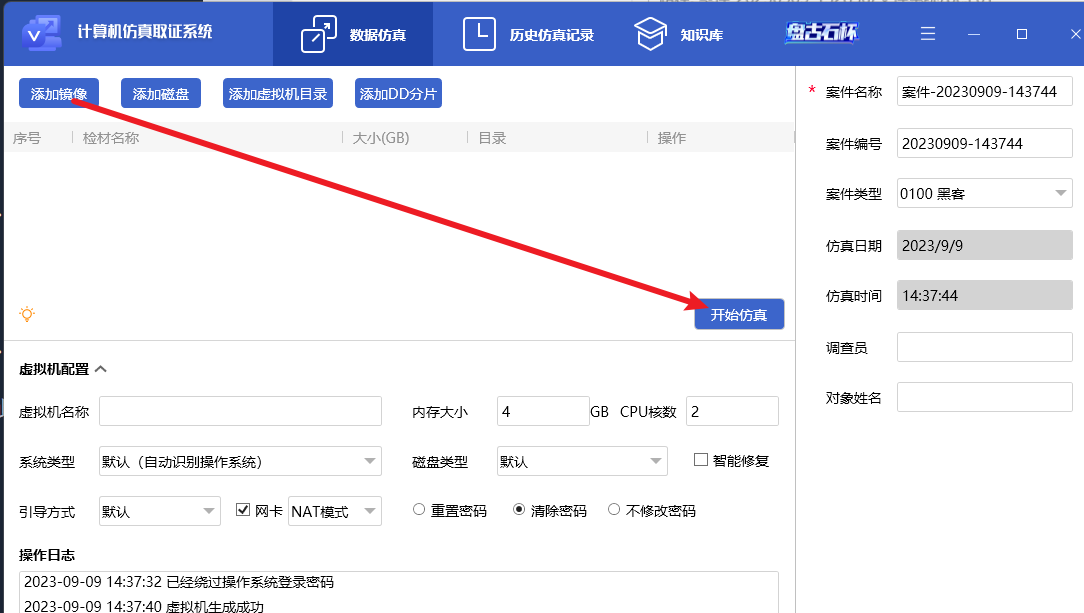 计算机仿真取证系统
数据仿真
历史仿真记录
知识库
盘古石杯
添加镜像 添加磁盘 添加虚拟机目录 添加DD分片
序号 检材名称 大小(GB) 目录 操作
开始仿真
虚拟机配置
虚拟机名称 内存大小 4 GB CPU核数 2
系统类型 默认（自动识别操作系统） 磁盘类型 默认 智能修复
引导方式 默认 网卡 NAT模式 重置密码 清除密码 不修改密码
操作日志
2023-09-09 14:37:32 已经绕过操作系统登录密码
2023-09-09 14:37:40 虚拟机生成成功
* 案件名称 案件-20230909-143744
案件编号 20230909-143744
案件类型 0100 黑客
仿真日期 2023/9/9
仿真时间 14:37:44
调查员
对象姓名